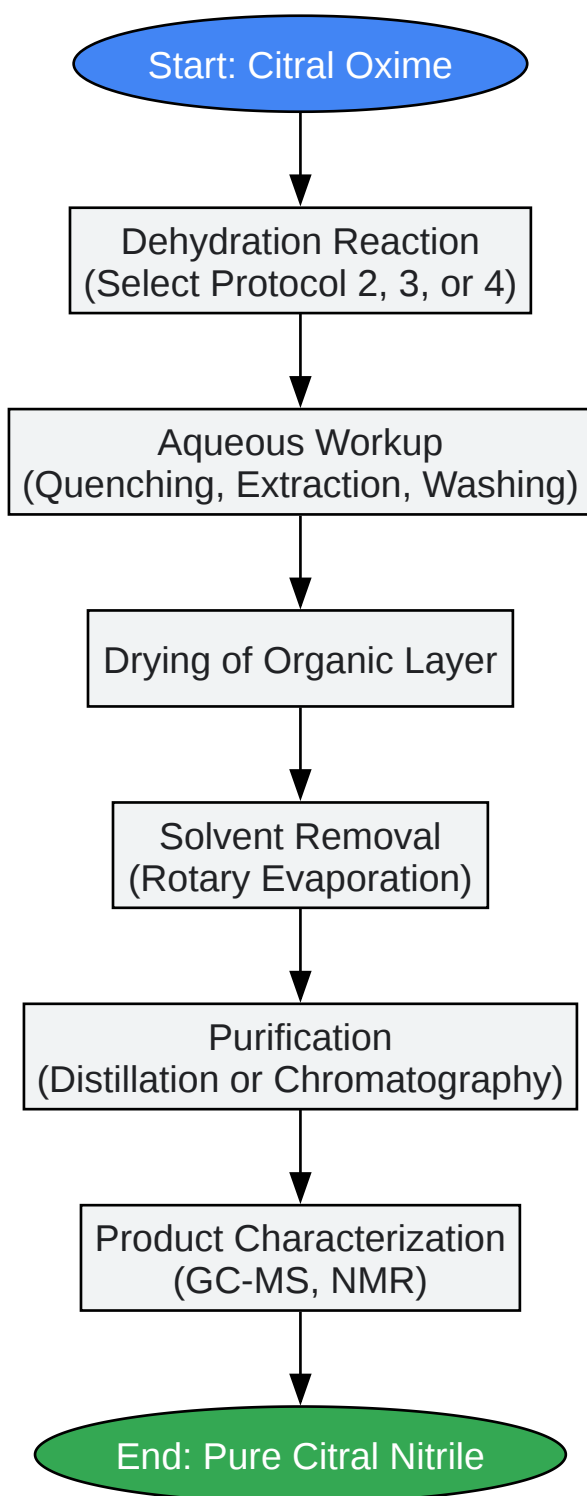 Start: Citral Oxime
Dehydration Reaction
(Select Protocol 2, 3, or 4)
Aqueous Workup
(Quenching, Extraction, Washing)
Drying of Organic Layer
Solvent Removal
(Rotary Evaporation)
Purification
(Distillation or Chromatography)
Product Characterization
(GC-MS, NMR)
End: Pure Citral Nitrile